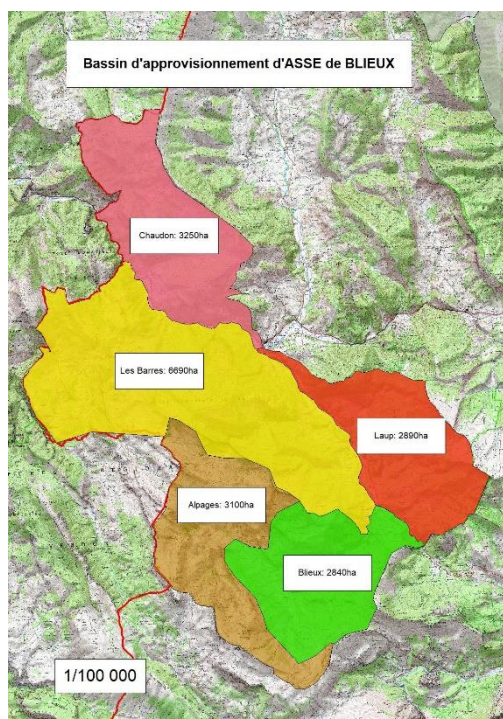 Bassin d'approvisionnement d'ASSE de BLIEUX
Chaudon: 3250ha
Les Barres: 6690ha
Laup: 2890ha
Alpages: 3100ha
Blieux: 2840ha
1/100 000